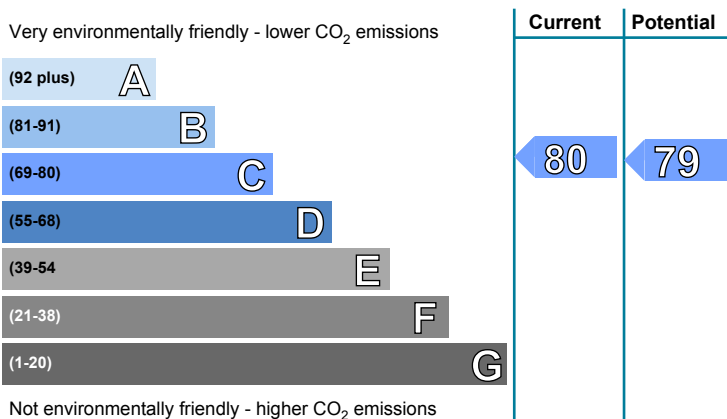 Very environmentally friendly - lower CO₂ emissions
Current
Potential
(92 plus) A
(81-91) B
(69-80) C
80
79
(55-68) D
(39-54 E
(21-38) F
(1-20) G
Not environmentally friendly - higher CO₂ emissions